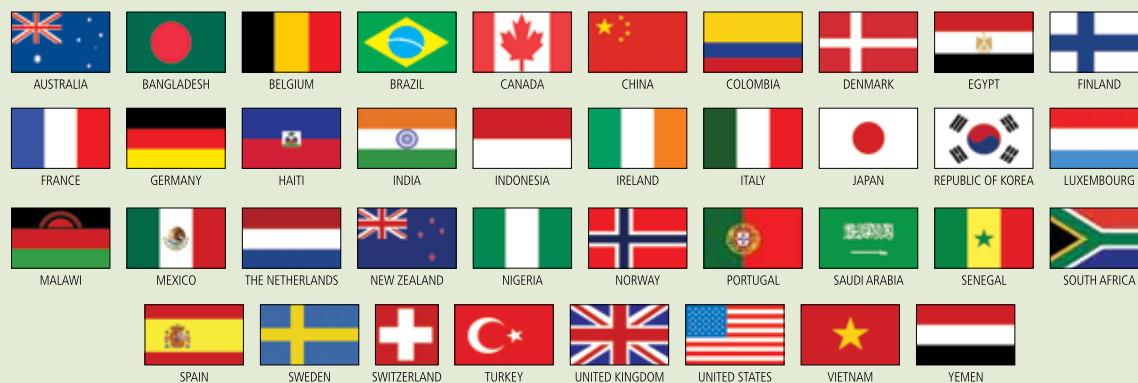 AUSTRALIA BANGLADESH BELGIUM BRAZIL CANADA CHINA COLOMBIA DENMARK EGYPT FINLAND
FRANCE GERMANY HAITI INDIA INDONESIA IRELAND ITALY JAPAN REPUBLIC OF KOREA LUXEMBOURG
MALAWI MEXICO THE NETHERLANDS NEW ZEALAND NIGERIA NORWAY PORTUGAL SAUDI ARABIA SENEGAL SOUTH AFRICA
SPAIN SWEDEN SWITZERLAND TURKEY UNITED KINGDOM UNITED STATES VIETNAM YEMEN